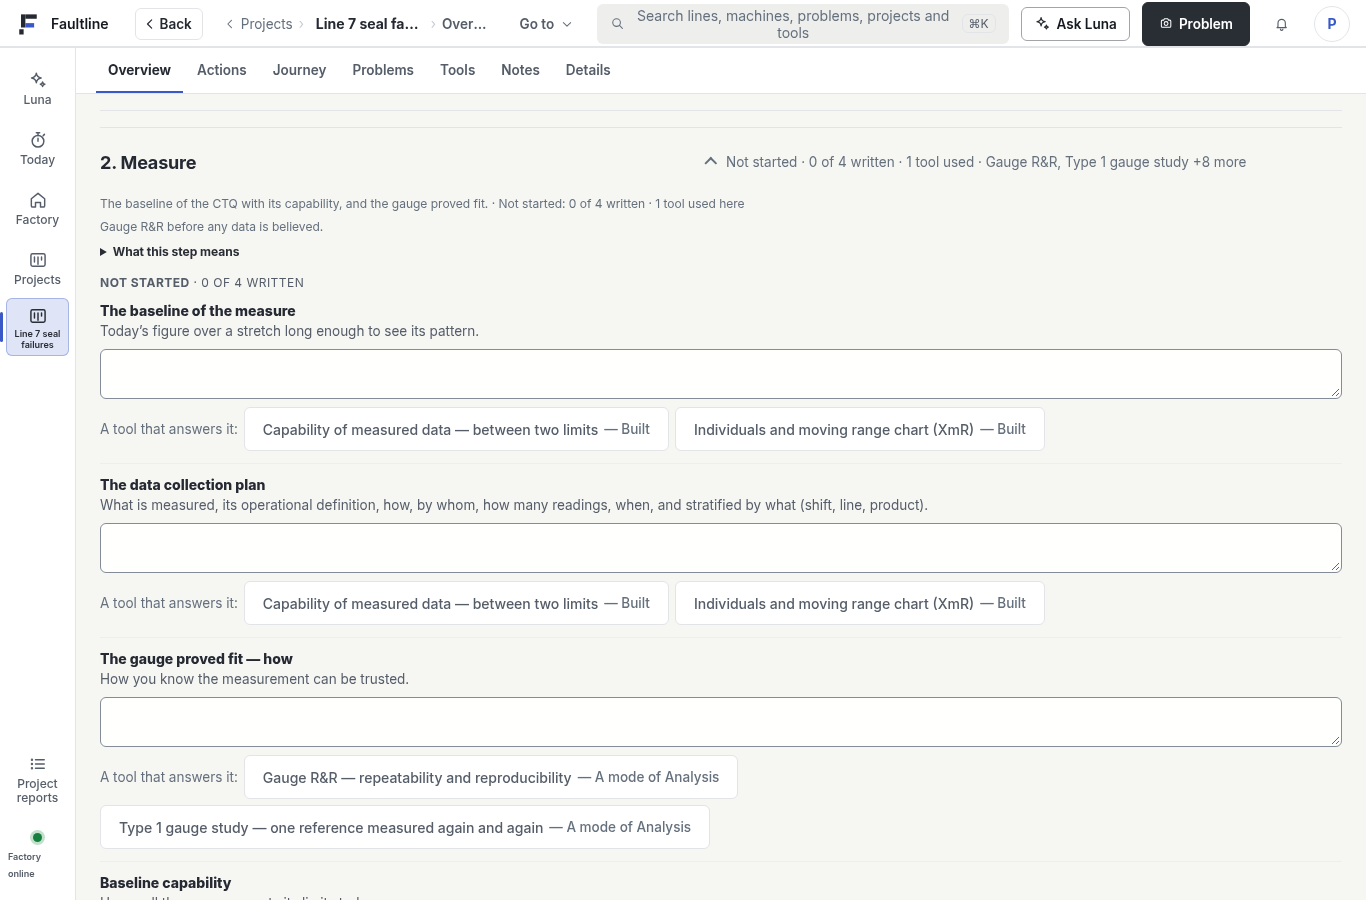 Faultline
Back
Projects
Line 7 seal fa...
Over...
Go to
Search lines, machines, problems, projects and tools
⌘K
Ask Luna
Problem
P
Overview
Actions
Journey
Problems
Tools
Notes
Details
Luna
Today
Factory
Projects
Line 7 seal
failures
Project
reports
Factory
online
2. Measure
Not started · 0 of 4 written · 1 tool used · Gauge R&R, Type 1 gauge study +8 more
The baseline of the CTQ with its capability, and the gauge proved fit. · Not started: 0 of 4 written · 1 tool used here
Gauge R&R before any data is believed.
What this step means
NOT STARTED · 0 OF 4 WRITTEN
The baseline of the measure
Today’s figure over a stretch long enough to see its pattern.
A tool that answers it:
Capability of measured data — between two limits — Built
Individuals and moving range chart (XmR) — Built
The data collection plan
What is measured, its operational definition, how, by whom, how many readings, when, and stratified by what (shift, line, product).
A tool that answers it:
Capability of measured data — between two limits — Built
Individuals and moving range chart (XmR) — Built
The gauge proved fit — how
How you know the measurement can be trusted.
A tool that answers it:
Gauge R&R — repeatability and reproducibility — A mode of Analysis
Type 1 gauge study — one reference measured again and again — A mode of Analysis
Baseline capability